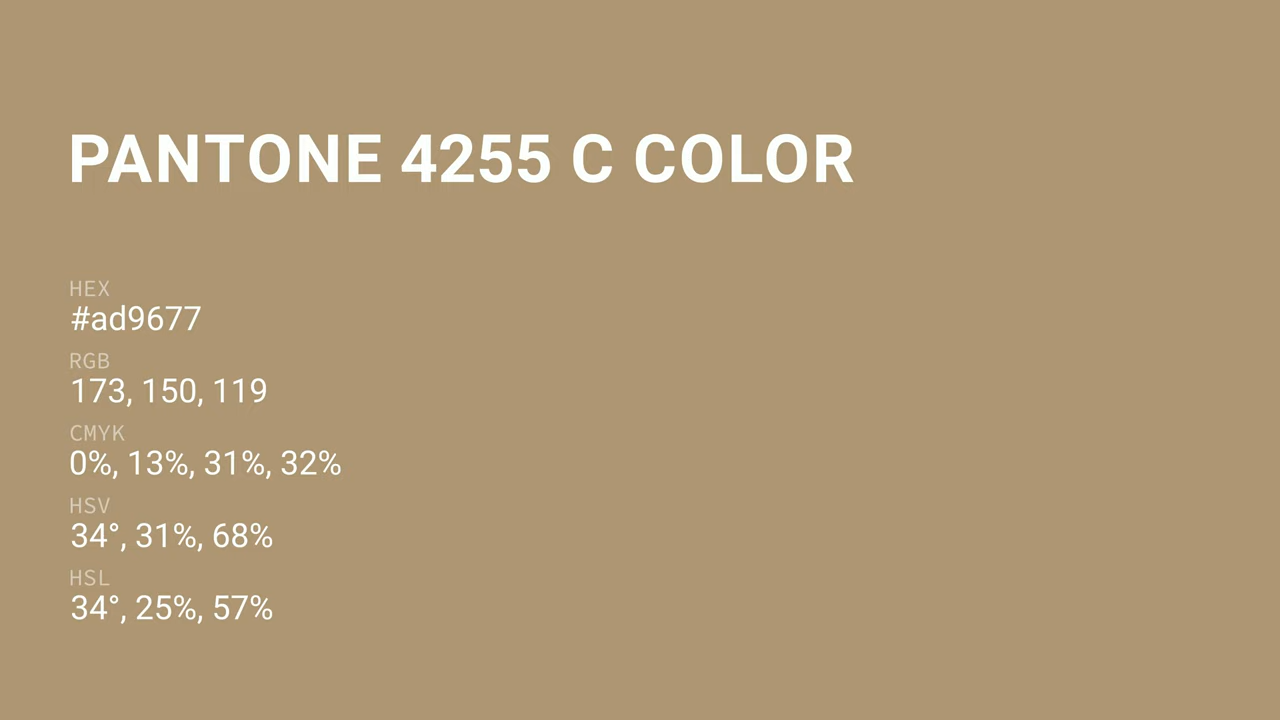 PANTONE 4255 C COLOR
HEX
#ad9677
RGB
173, 150, 119
CMYK
0%, 13%, 31%, 32%
HSV
34°, 31%, 68%
HSL
34°, 25%, 57%